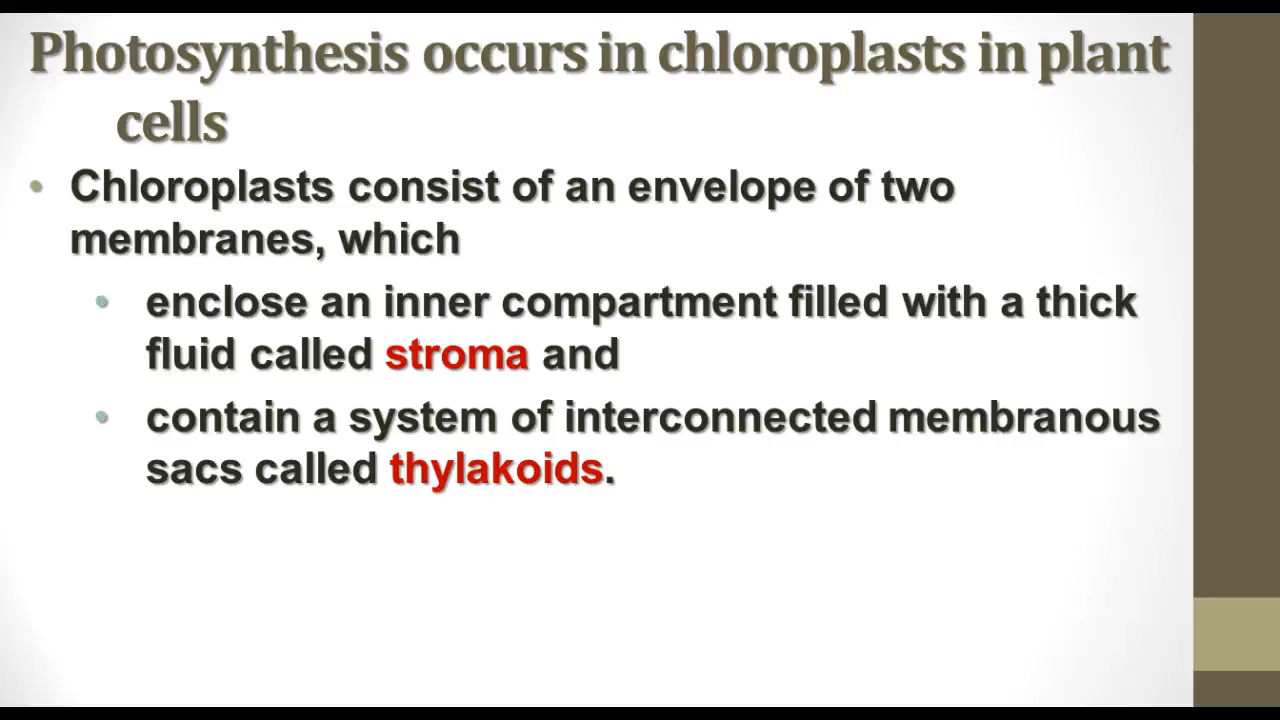 Photosynthesis occurs in chloroplasts in plant
cells
• Chloroplasts consist of an envelope of two
membranes, which
• enclose an inner compartment filled with a thick
fluid called stroma and
• contain a system of interconnected membranous
sacs called thylakoids.